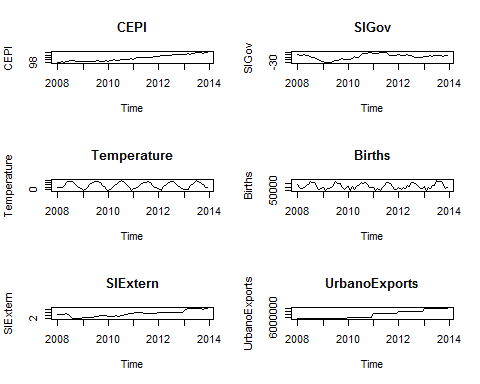 CEPI
CEPI
98
2008 2010 2012 2014
Time
SIGov
SIGov
-30
2008 2010 2012 2014
Time
Temperature
Temperature
0
2008 2010 2012 2014
Time
Births
Births
50000
2008 2010 2012 2014
Time
SIExtern
SIExtern
2
2008 2010 2012 2014
Time
UrbanoExports
UrbanoExports
6000000
2008 2010 2012 2014
Time